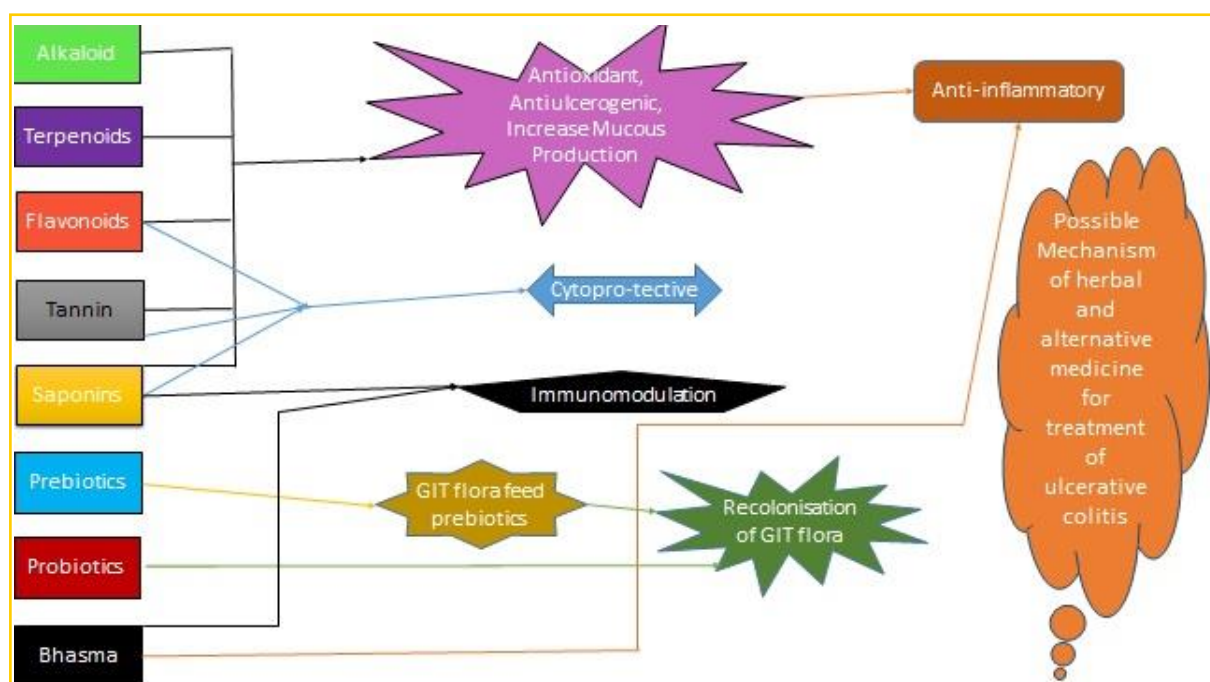 Alkaloid
Terpenoids
Flavonoids
Tannin
Saponins
Prebiotics
Probiotics
Bhasma
Antioxidant,
Antiulcerogenic,
Increase Mucous
Production
Cytopro-tective
Immunomodulation
GIT flora feed
prebiotics
Recolonisation
of GIT flora
Anti-inflammatory
Possible
Mechanism
of herbal
and
alternative
medicine
for
treatment
of
ulcerative
colitis